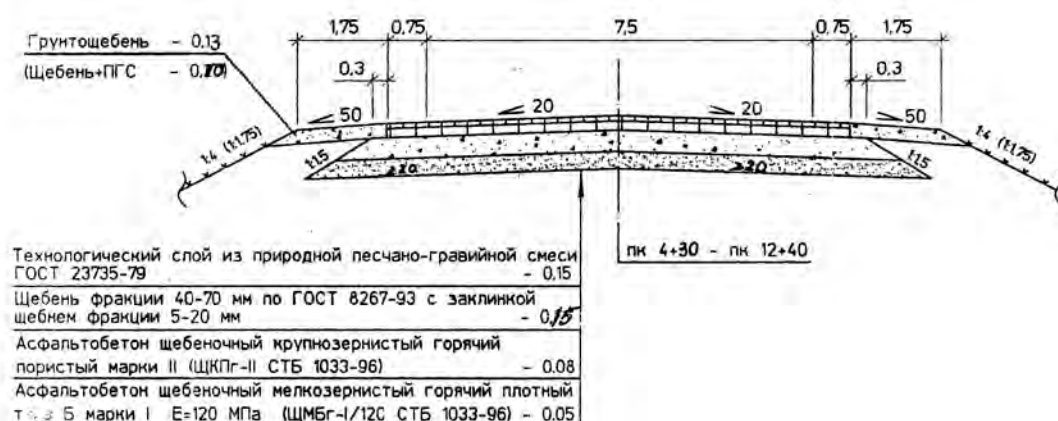 1,75 0,75 7,5 0,75 1,75
Грунтощебень - 0,13
(Щебень+ПГС - 0,10)
0,3 0,3
50 20 20 50
1:4 (1:1,75) 1:1,5 1:1,5 1:4 (1:1,75)
≥20 ≥20
пк 4+30 - пк 12+40
Технологический слой из природной песчано-гравийной смеси
ГОСТ 23735-79 - 0,15
Щебень фракции 40-70 мм по ГОСТ 8267-93 с заклинкой
щебнем фракции 5-20 мм - 0,15
Асфальтобетон щебеночный крупнозернистый горячий
пористый марки II (ЩКПг-II СТБ 1033-96) - 0.08
Асфальтобетон щебеночный мелкозернистый горячий плотный
Б марки I E=120 МПа (ЩМБг-I/120 СТБ 1033-96) - 0.05